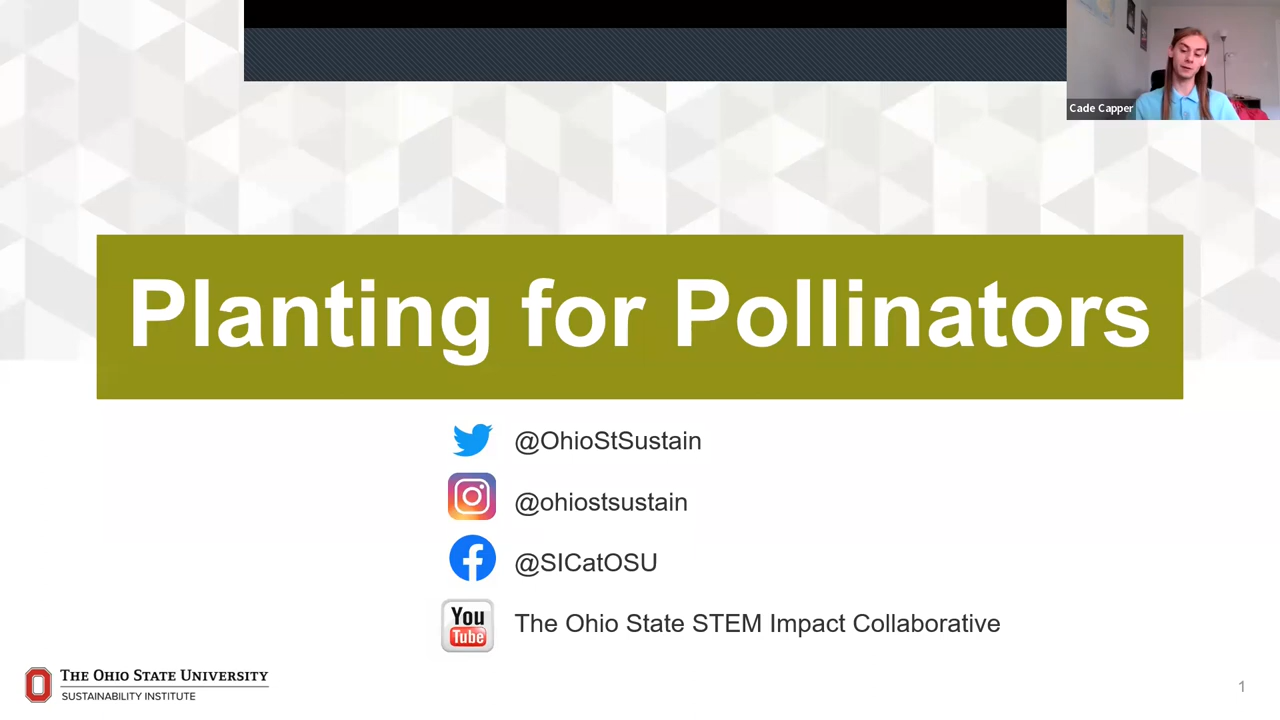 Cade Capper
Planting for Pollinators
@OhioStSustain
@ohiostsustain
@SICatOSU
You
Tube
The Ohio State STEM Impact Collaborative
THE OHIO STATE UNIVERSITY
SUSTAINABILITY INSTITUTE
1